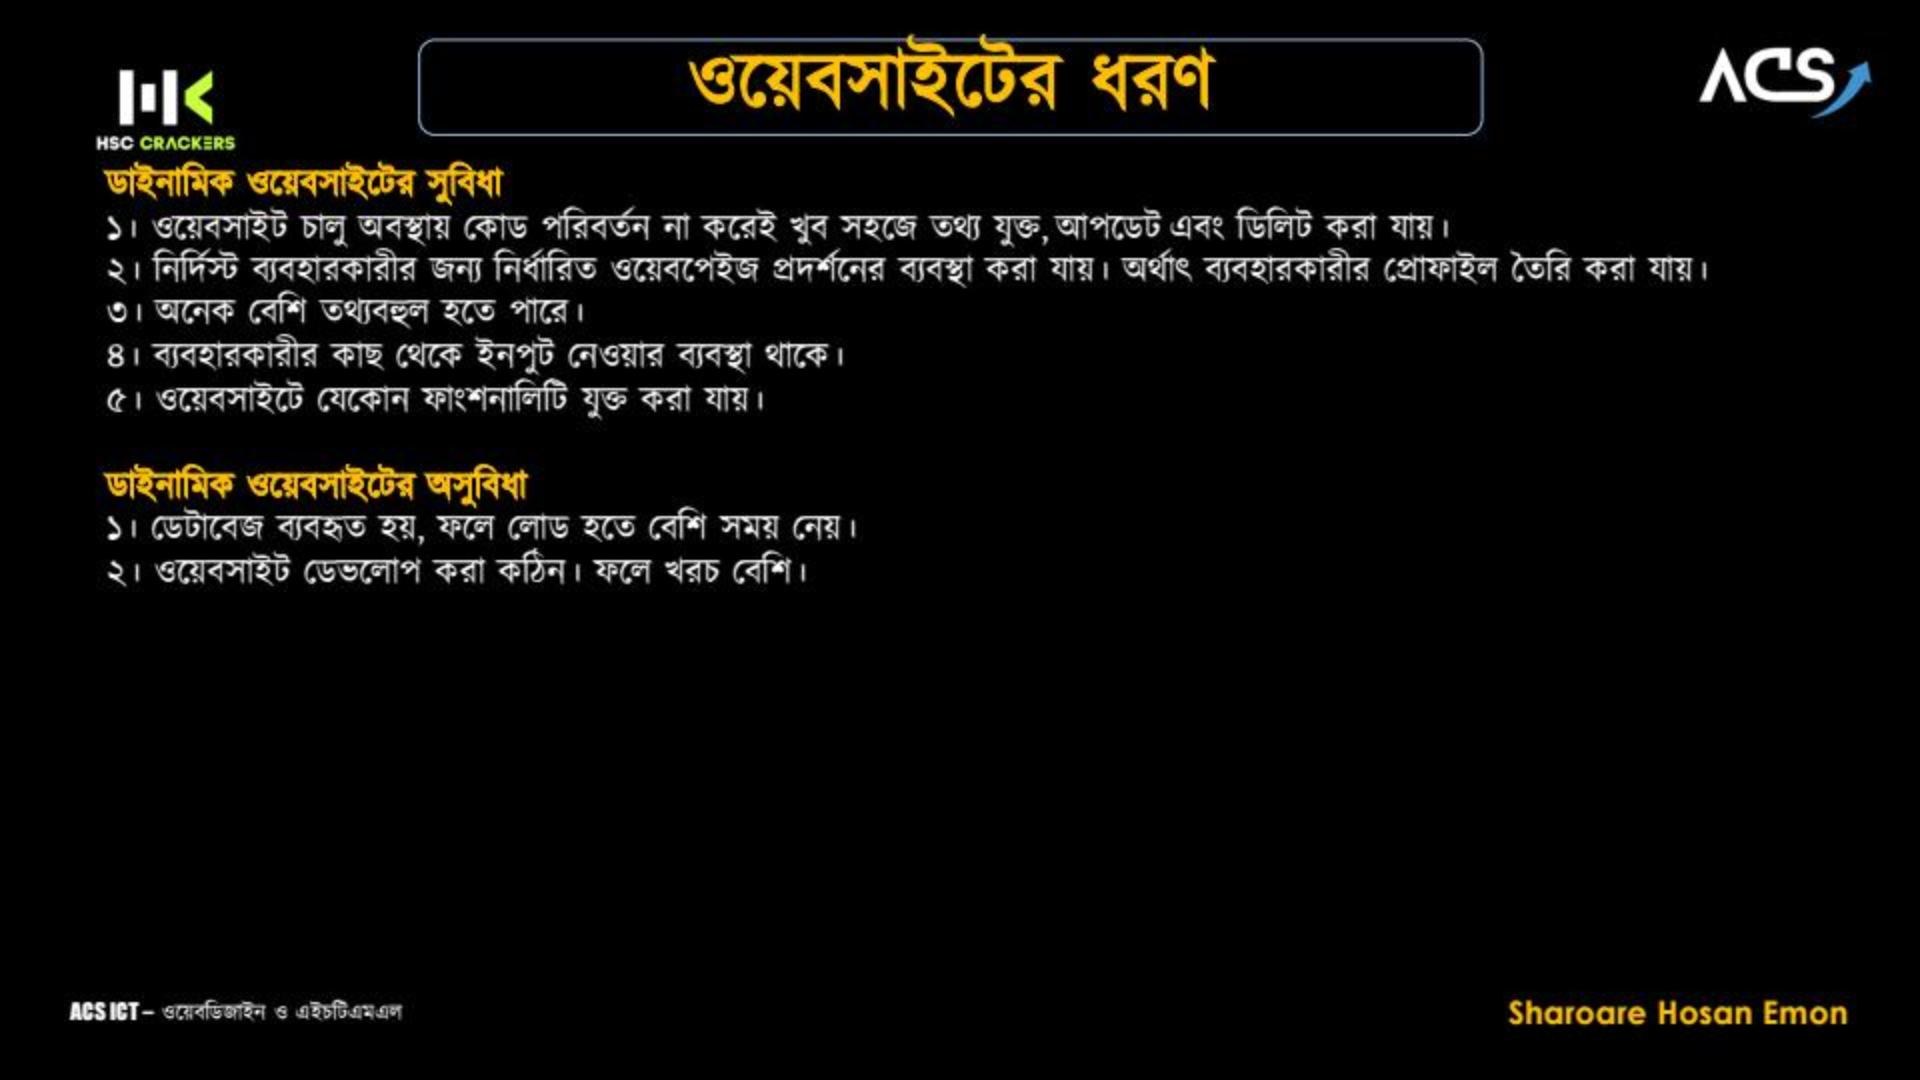 ওয়েবসাইটের ধরণ
HSC CRACKERS
ACS
ডাইনামিক ওয়েবসাইটের সুবিধা
১। ওয়েবসাইট চালু অবস্থায় কোড পরিবর্তন না করেই খুব সহজে তথ্য যুক্ত, আপডেট এবং ডিলিট করা যায়।
২। নির্দিস্ট ব্যবহারকারীর জন্য নির্ধারিত ওয়েবপেইজ প্রদর্শনের ব্যবস্থা করা যায়। অর্থাৎ ব্যবহারকারীর প্রোফাইল তৈরি করা যায়।
৩। অনেক বেশি তথ্যবহুল হতে পারে।
৪। ব্যবহারকারীর কাছ থেকে ইনপুট নেওয়ার ব্যবস্থা থাকে।
৫। ওয়েবসাইটে যেকোন ফাংশনালিটি যুক্ত করা যায়।
ডাইনামিক ওয়েবসাইটের অসুবিধা
১। ডেটাবেজ ব্যবহৃত হয়, ফলে লোড হতে বেশি সময় নেয়।
২। ওয়েবসাইট ডেভলোপ করা কঠিন। ফলে খরচ বেশি।
ACS ICT – ওয়েবডিজাইন ও এইচটিএমএল
Sharoare Hosan Emon